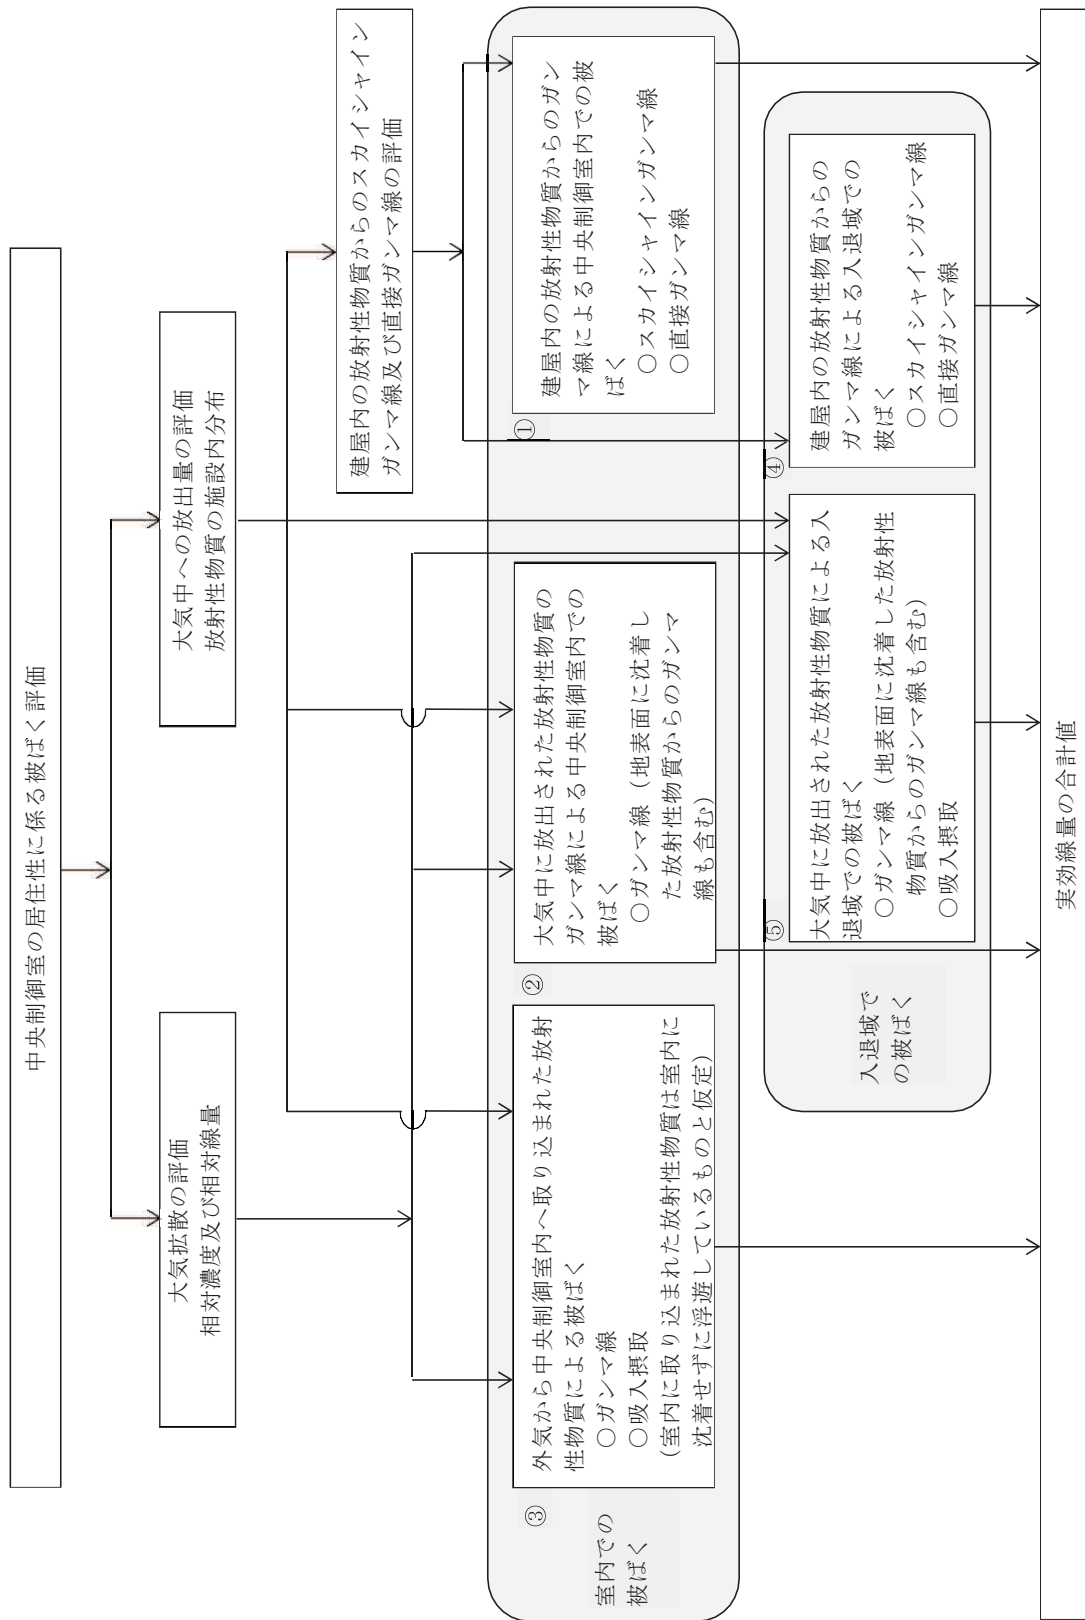 中央制御室の居住性に係る被ばく評価
大気拡散の評価
相対濃度及び相対線量
大気中への放出量の評価
放射性物質の施設内分布
建屋内の放射性物質からのスカイシャイン
ガンマ線及び直接ガンマ線の評価
室内での
被ばく
③
外気から中央制御室内へ取り込まれた放射
性物質による被ばく
○ガンマ線
○吸入摂取
(室内に取り込まれた放射性物質は室内に
沈着せずに浮遊しているものと仮定)
②
大気中に放出された放射性物質の
ガンマ線による中央制御室内での
被ばく
○ガンマ線(地表面に沈着し
た放射性物質からのガンマ
線も含む)
①
建屋内の放射性物質からのガン
マ線による中央制御室内での被
ばく
○スカイシャインガンマ線
○直接ガンマ線
入退域で
の被ばく
⑤
大気中に放出された放射性物質による入
退域での被ばく
○ガンマ線(地表面に沈着した放射性
物質からのガンマ線も含む)
○吸入摂取
④
建屋内の放射性物質からの
ガンマ線による入退域での
被ばく
○スカイシャインガンマ線
○直接ガンマ線
実効線量の合計値